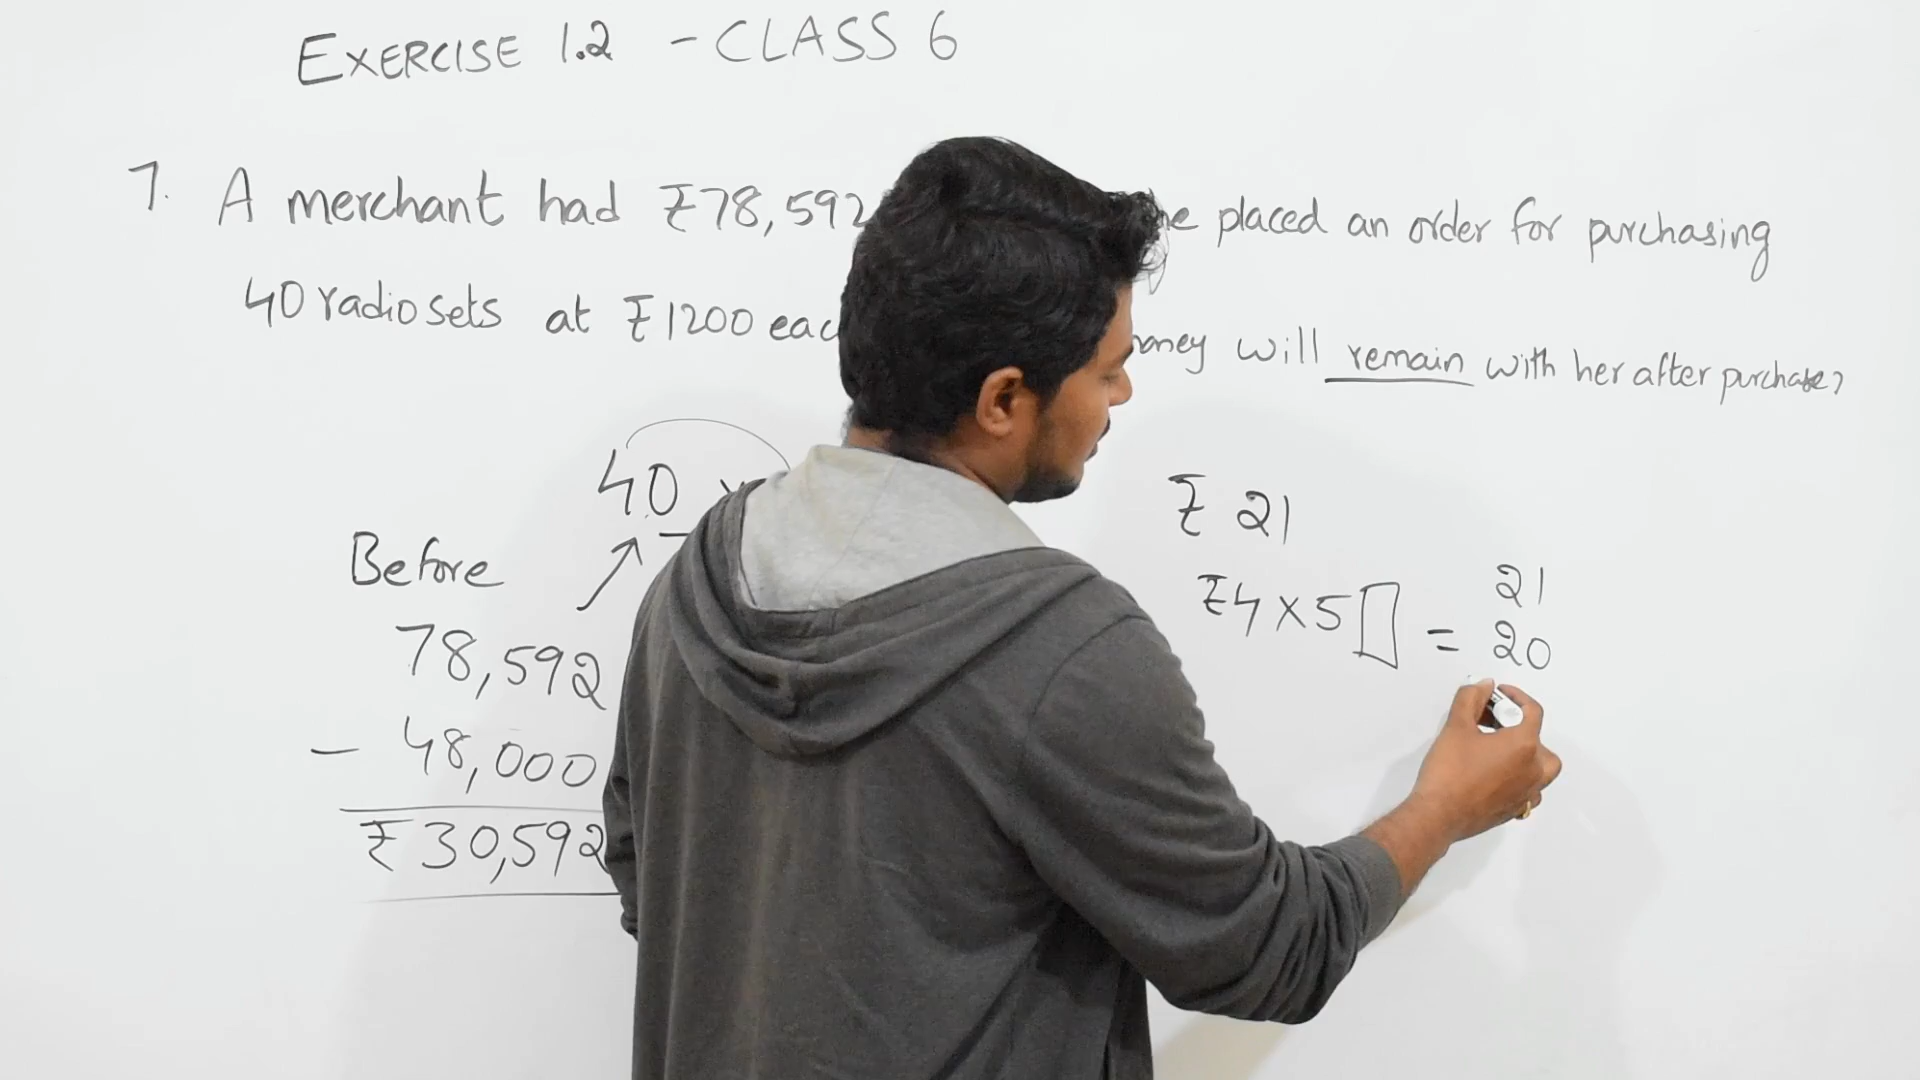 EXERCISE 1.2 - CLASS 6
7. A merchant had ₹78,592 placed an order for purchasing
40 radio sets at ₹1200 will remain with her after purchase?
40
₹ 21
Before
₹4 × 5 = 
21
20
78,592
- 48,000
₹30,592